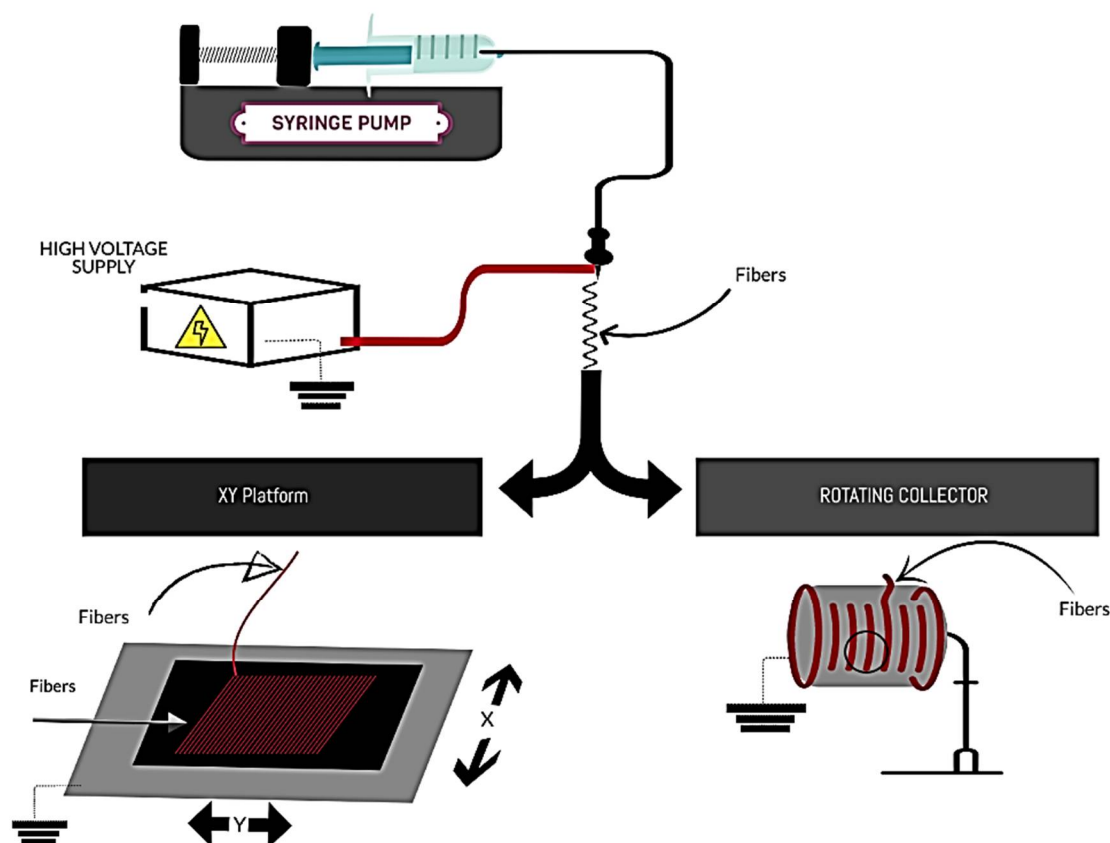 SYRINGE PUMP
HIGH VOLTAGE
SUPPLY
Fibers
XY Platform
ROTATING COLLECTOR
Fibers
Fibers
Fibers
X
Y